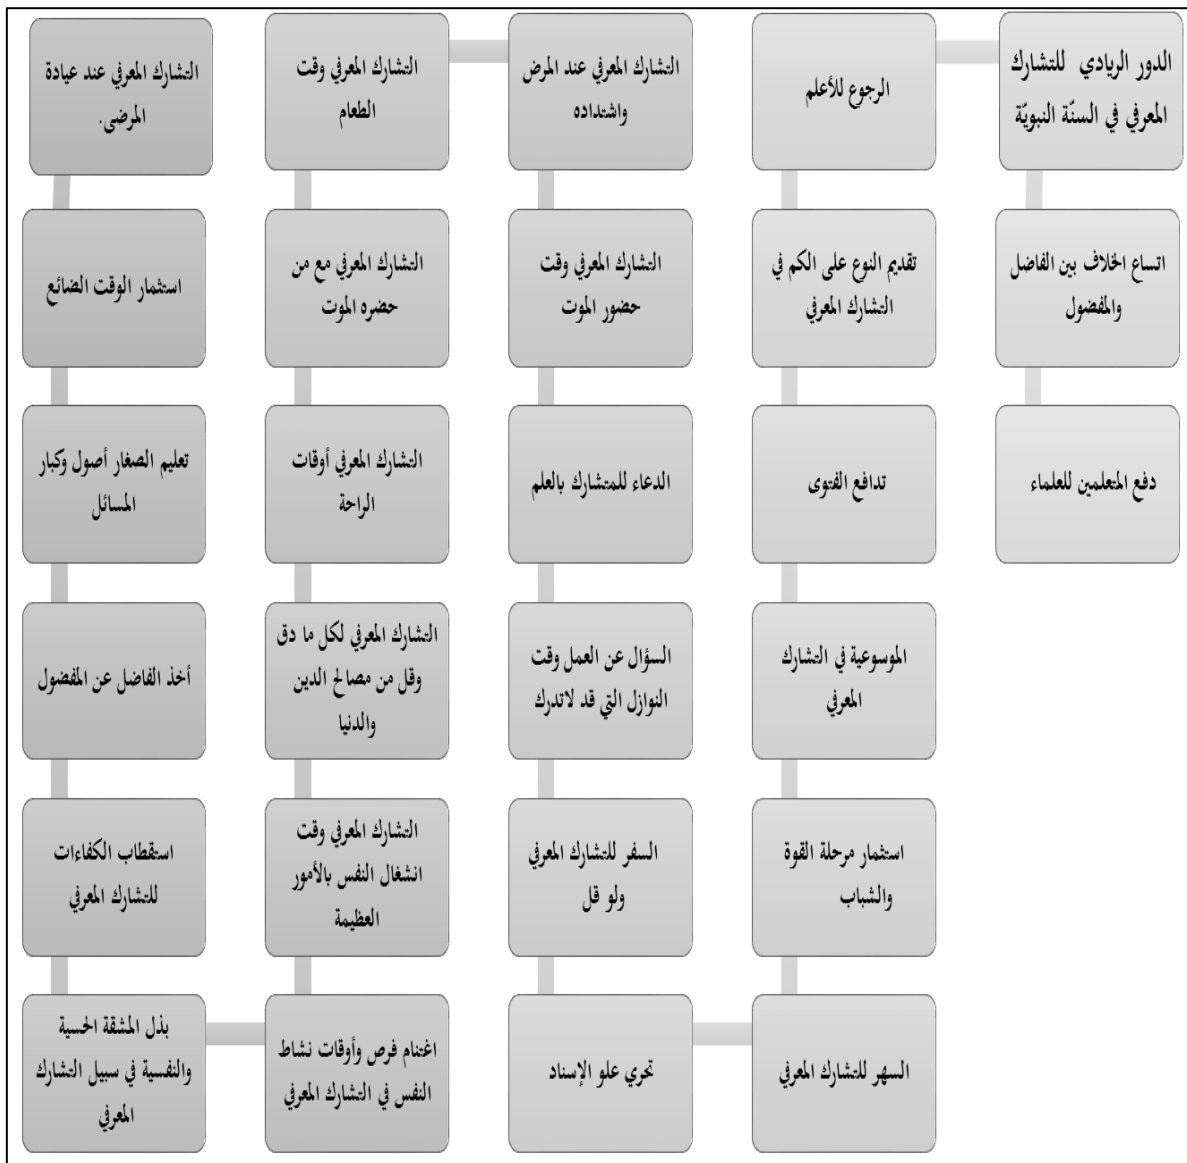 الدور الريادي للتشارك
المعرفي في السنّة النبويّة
اتساع الخلاف بين الفاضل
والمفضول
دفع المتعلمين للعلماء
الرجوع للأعلم
تقديم النوع على الكم في
التشارك المعرفي
تدافع الفتوى
الموسوعية في التشارك
المعرفي
استثمار مرحلة القوة
والشباب
السهر للتشارك المعرفي
التشارك المعرفي عند المرض
واشتداده
التشارك المعرفي وقت
حضور الموت
الدعاء للمتشارك بالعلم
السؤال عن العمل وقت
النوازل التي قد لاتدرك
السفر للتشارك المعرفي
ولو قل
تحري علو الإسناد
التشارك المعرفي وقت
الطعام
التشارك المعرفي مع من
حضره الموت
التشارك المعرفي أوقات
الراحة
التشارك المعرفي لكل ما دق
وقل من مصالح الدين
والدنيا
التشارك المعرفي وقت
انشغال النفس بالأمور
العظيمة
اغتنام فرص وأوقات نشاط
النفس في التشارك المعرفي
التشارك المعرفي عند عيادة
المرضى.
استثمار الوقت الضائع
تعليم الصغار أصول وكبار
المسائل
أخذ الفاضل عن المفضول
استقطاب الكفاءات
للتشارك المعرفي
بذل المشقة الحسية
والنفسية في سبيل التشارك
المعرفي